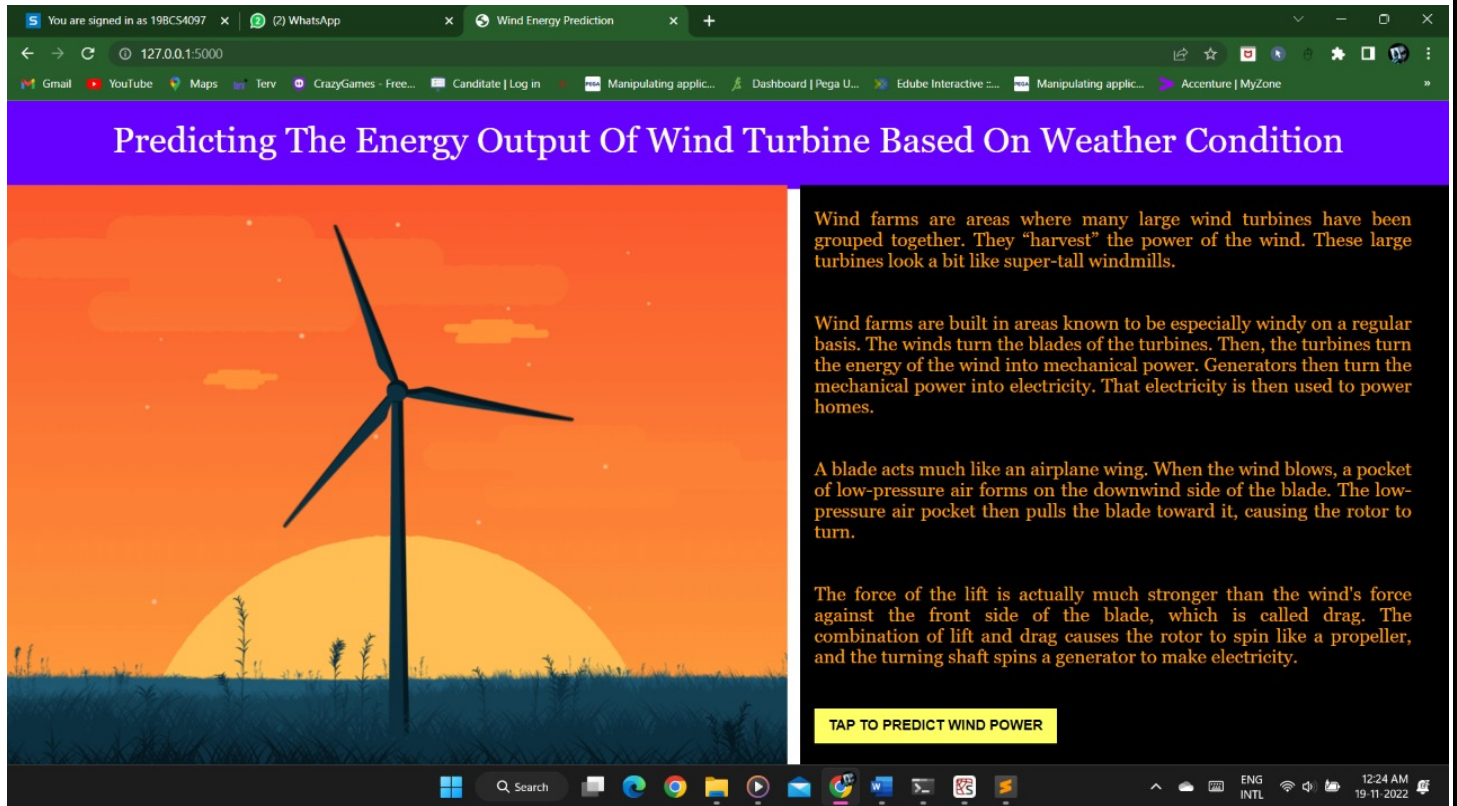 You are signed in as 19BCS4097
(2) WhatsApp
Wind Energy Prediction
127.0.0.1:5000
Gmail
YouTube
Maps
Terv
CrazyGames - Free...
Canditate | Log in
PEGA
Manipulating applic...
Dashboard | Pega U...
Edube Interactive ::...
PEGA
Manipulating applic...
Accenture | MyZone
»
Predicting The Energy Output Of Wind Turbine Based On Weather Condition
Wind farms are areas where many large wind turbines have been
grouped together. They “harvest” the power of the wind. These large
turbines look a bit like super-tall windmills.
Wind farms are built in areas known to be especially windy on a regular
basis. The winds turn the blades of the turbines. Then, the turbines turn
the energy of the wind into mechanical power. Generators then turn the
mechanical power into electricity. That electricity is then used to power
homes.
A blade acts much like an airplane wing. When the wind blows, a pocket
of low-pressure air forms on the downwind side of the blade. The low-
pressure air pocket then pulls the blade toward it, causing the rotor to
turn.
The force of the lift is actually much stronger than the wind's force
against the front side of the blade, which is called drag. The
combination of lift and drag causes the rotor to spin like a propeller,
and the turning shaft spins a generator to make electricity.
TAP TO PREDICT WIND POWER
Search
ENG
INTL
12:24 AM
19-11-2022